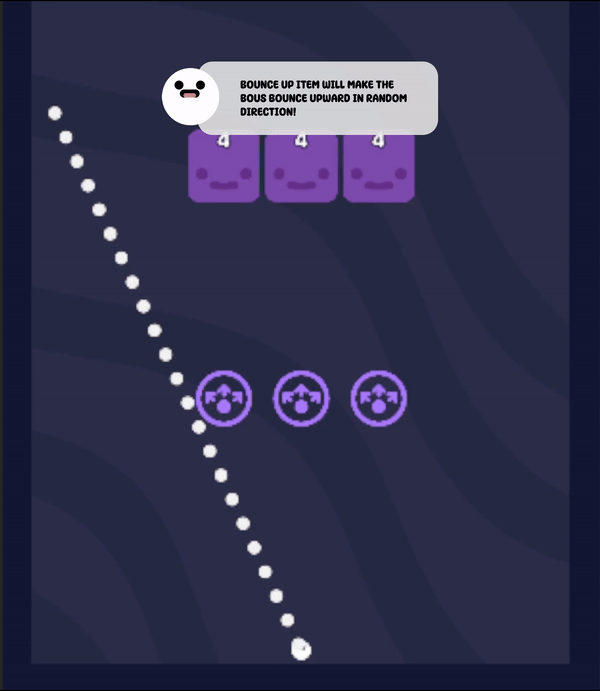 BOUNCE UP ITEM WILL MAKE THE
BOUS BOUNCE UPWARD IN RANDOM
DIRECTION!
4 4 4